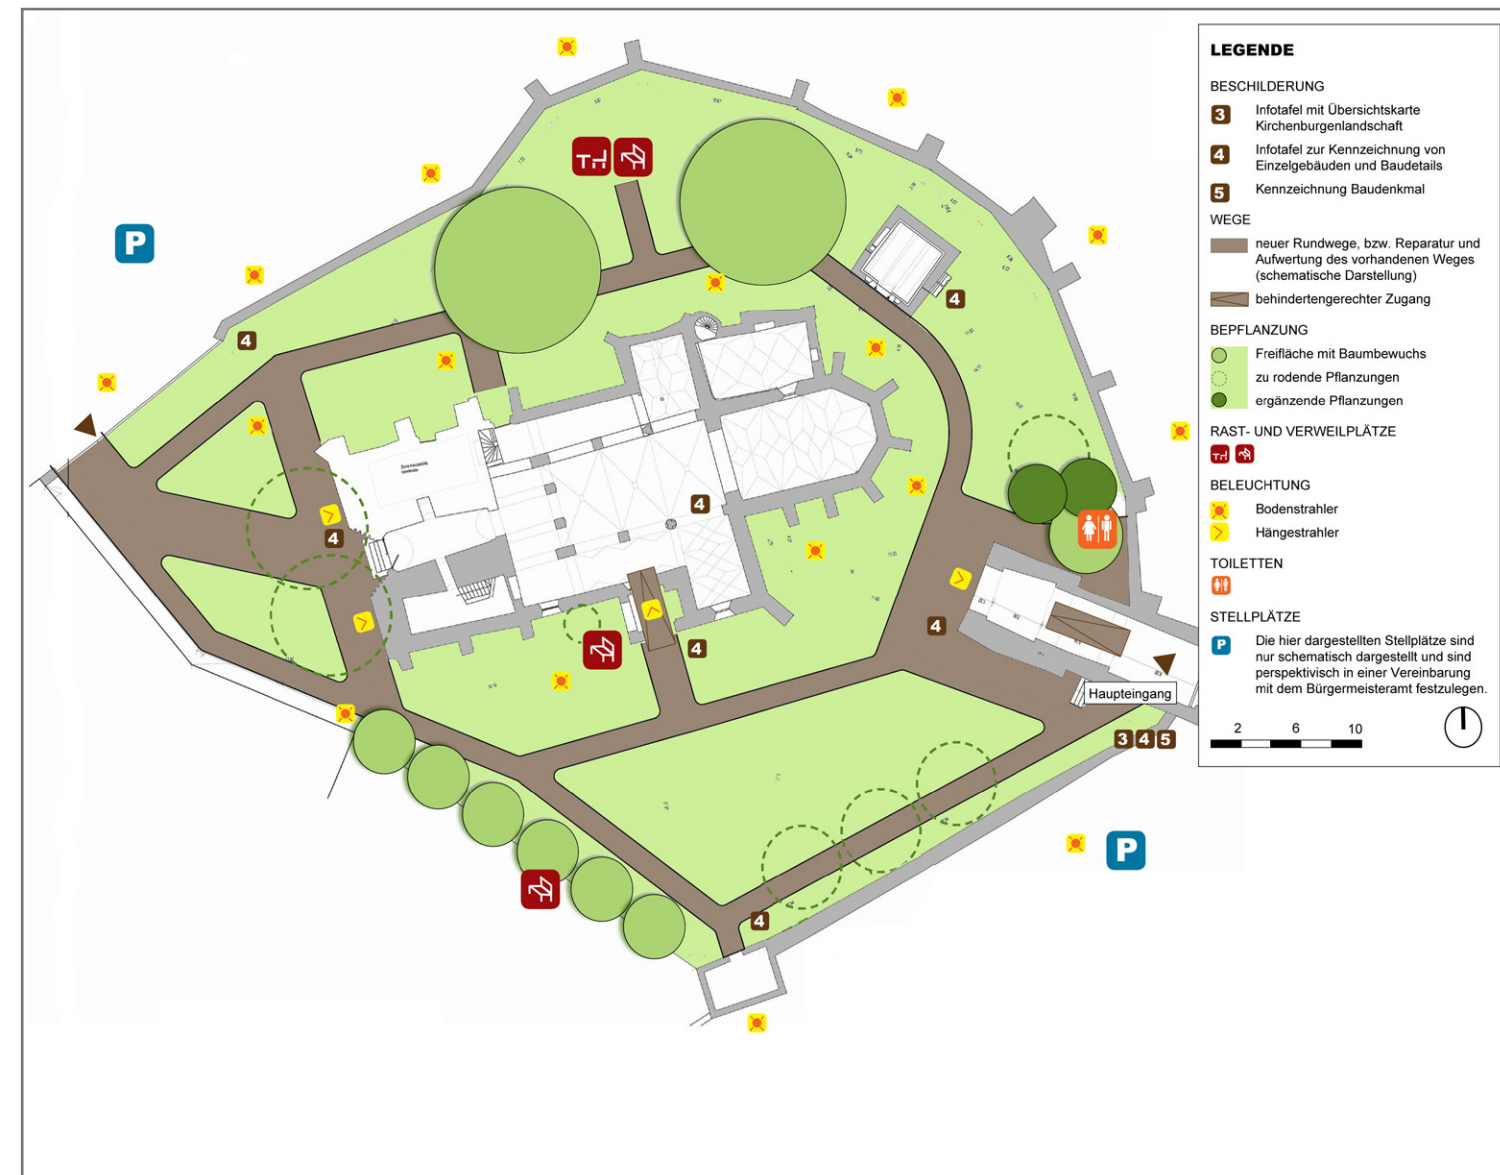 LEGENDE
BESCHILDERUNG
3 Infotafel mit Übersichtskarte
Kirchenburgenlandschaft
4 Infotafel zur Kennzeichnung von
Einzelgebäuden und Baudetails
5 Kennzeichnung Baudenkmal
WEGE
neuer Rundwege, bzw. Reparatur und
Aufwertung des vorhandenen Weges
(schematische Darstellung)
behindertengerechter Zugang
BEPFLANZUNG
Freifläche mit Baumbewuchs
zu rodende Pflanzungen
ergänzende Pflanzungen
RAST- UND VERWEILPLÄTZE
BELEUCHTUNG
Bodenstrahler
Hängestrahler
TOILETTEN
STELLPLÄTZE
P Die hier dargestellten Stellplätze sind
nur schematisch dargestellt und sind
perspektivisch in einer Vereinbarung
mit dem Bürgermeisteramt festzulegen.
2 6 10
P
4
4
4
4
4
4
Haupteingang
3 4 5
P
4